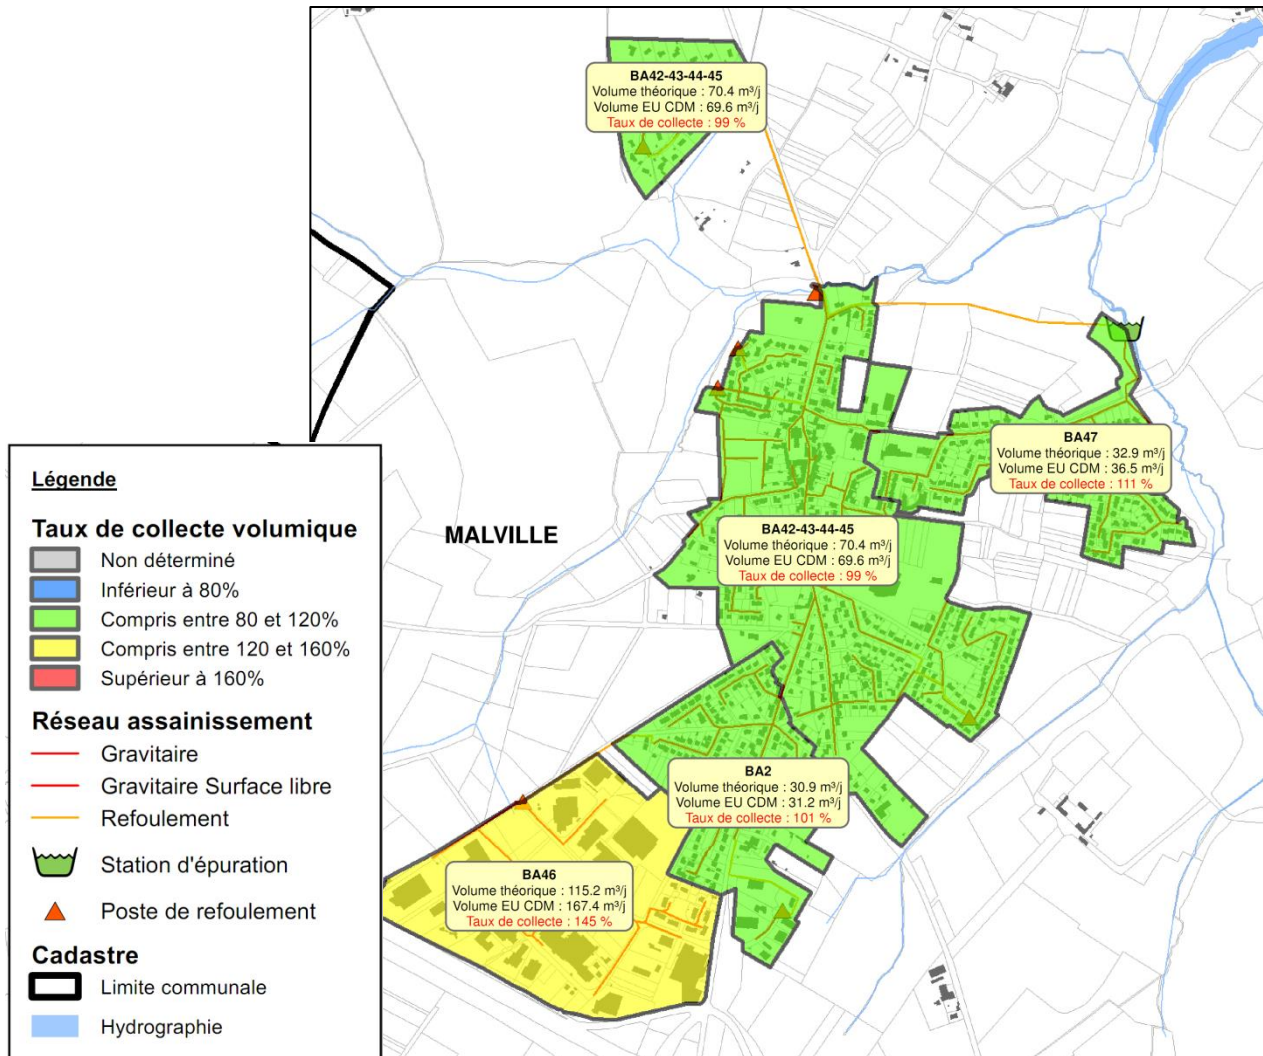 BA42-43-44-45
Volume théorique : 70.4 m³/j
Volume EU CDM : 69.6 m³/j
Taux de collecte : 99 %
BA47
Volume théorique : 32.9 m³/j
Volume EU CDM : 36.5 m³/j
Taux de collecte : 111 %
MALVILLE
BA42-43-44-45
Volume théorique : 70.4 m³/j
Volume EU CDM : 69.6 m³/j
Taux de collecte : 99 %
BA2
Volume théorique : 30.9 m³/j
Volume EU CDM : 31.2 m³/j
Taux de collecte : 101 %
BA46
Volume théorique : 115.2 m³/j
Volume EU CDM : 167.4 m³/j
Taux de collecte : 145 %
Légende
Taux de collecte volumique
Non déterminé
Inférieur à 80%
Compris entre 80 et 120%
Compris entre 120 et 160%
Supérieur à 160%
Réseau assainissement
Gravitaire
Gravitaire Surface libre
Refoulement
Station d'épuration
Poste de refoulement
Cadastre
Limite communale
Hydrographie